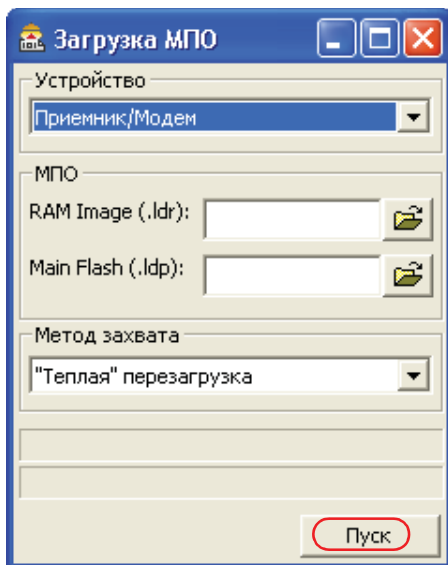 Загрузка МПО
Устройство
Приемник/Модем
МПО
RAM Image (.ldr):
Main Flash (.ldp):
Метод захвата
"Теплая" перезагрузка
Пуск